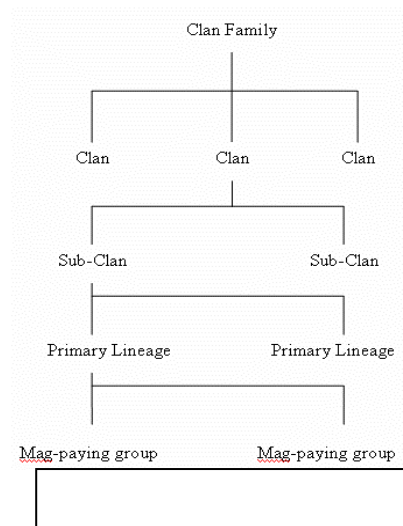 Clan Family
Clan Clan Clan
Sub-Clan Sub-Clan
Primary Lineage Primary Lineage
Mag-paying group Mag-paying group